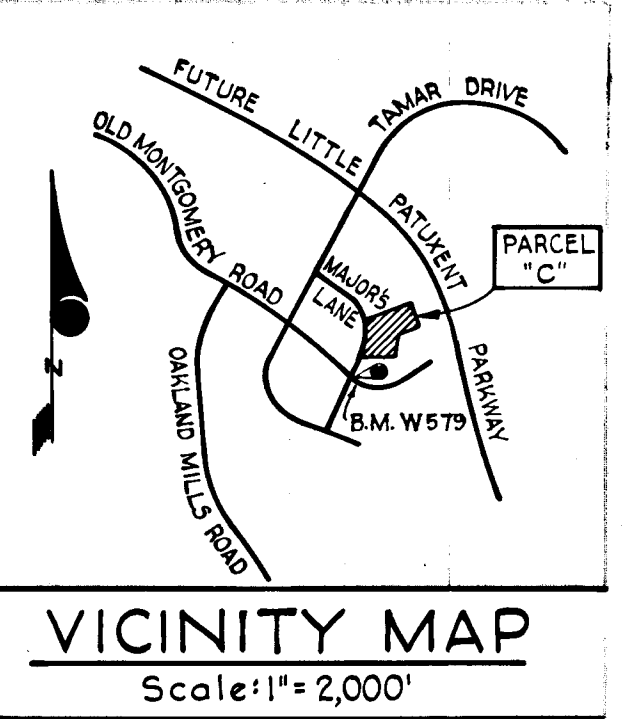 FUTURE LITTLE PATUXENT PARKWAY
TAMAR DRIVE
OLD MONTGOMERY ROAD
PARCEL
"C"
MAJOR'S
LANE
N
OAKLAND MILLS ROAD
B.M. W579
VICINITY MAP
Scale: 1" = 2,000'